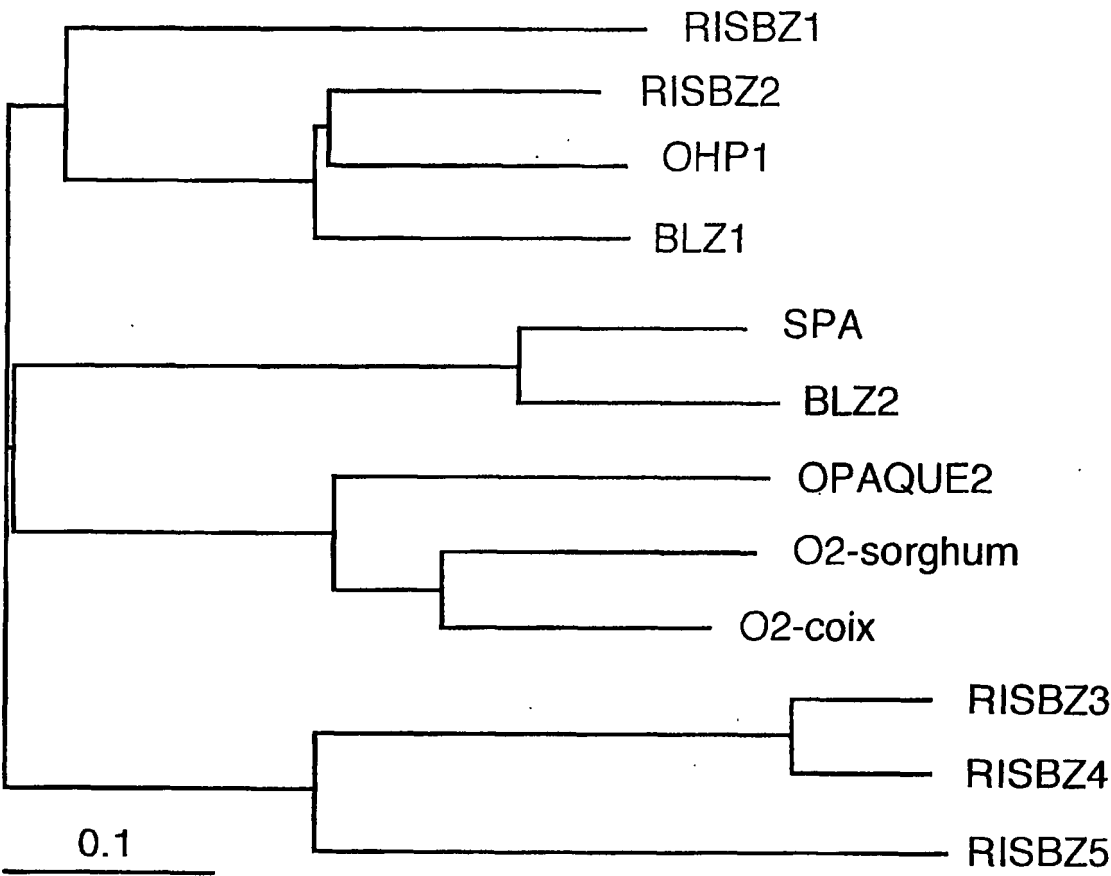 RISBZ1
RISBZ2
OHP1
BLZ1
SPA
BLZ2
OPAQUE2
O2-sorghum
O2-coix
RISBZ3
RISBZ4
0.1
RISBZ5